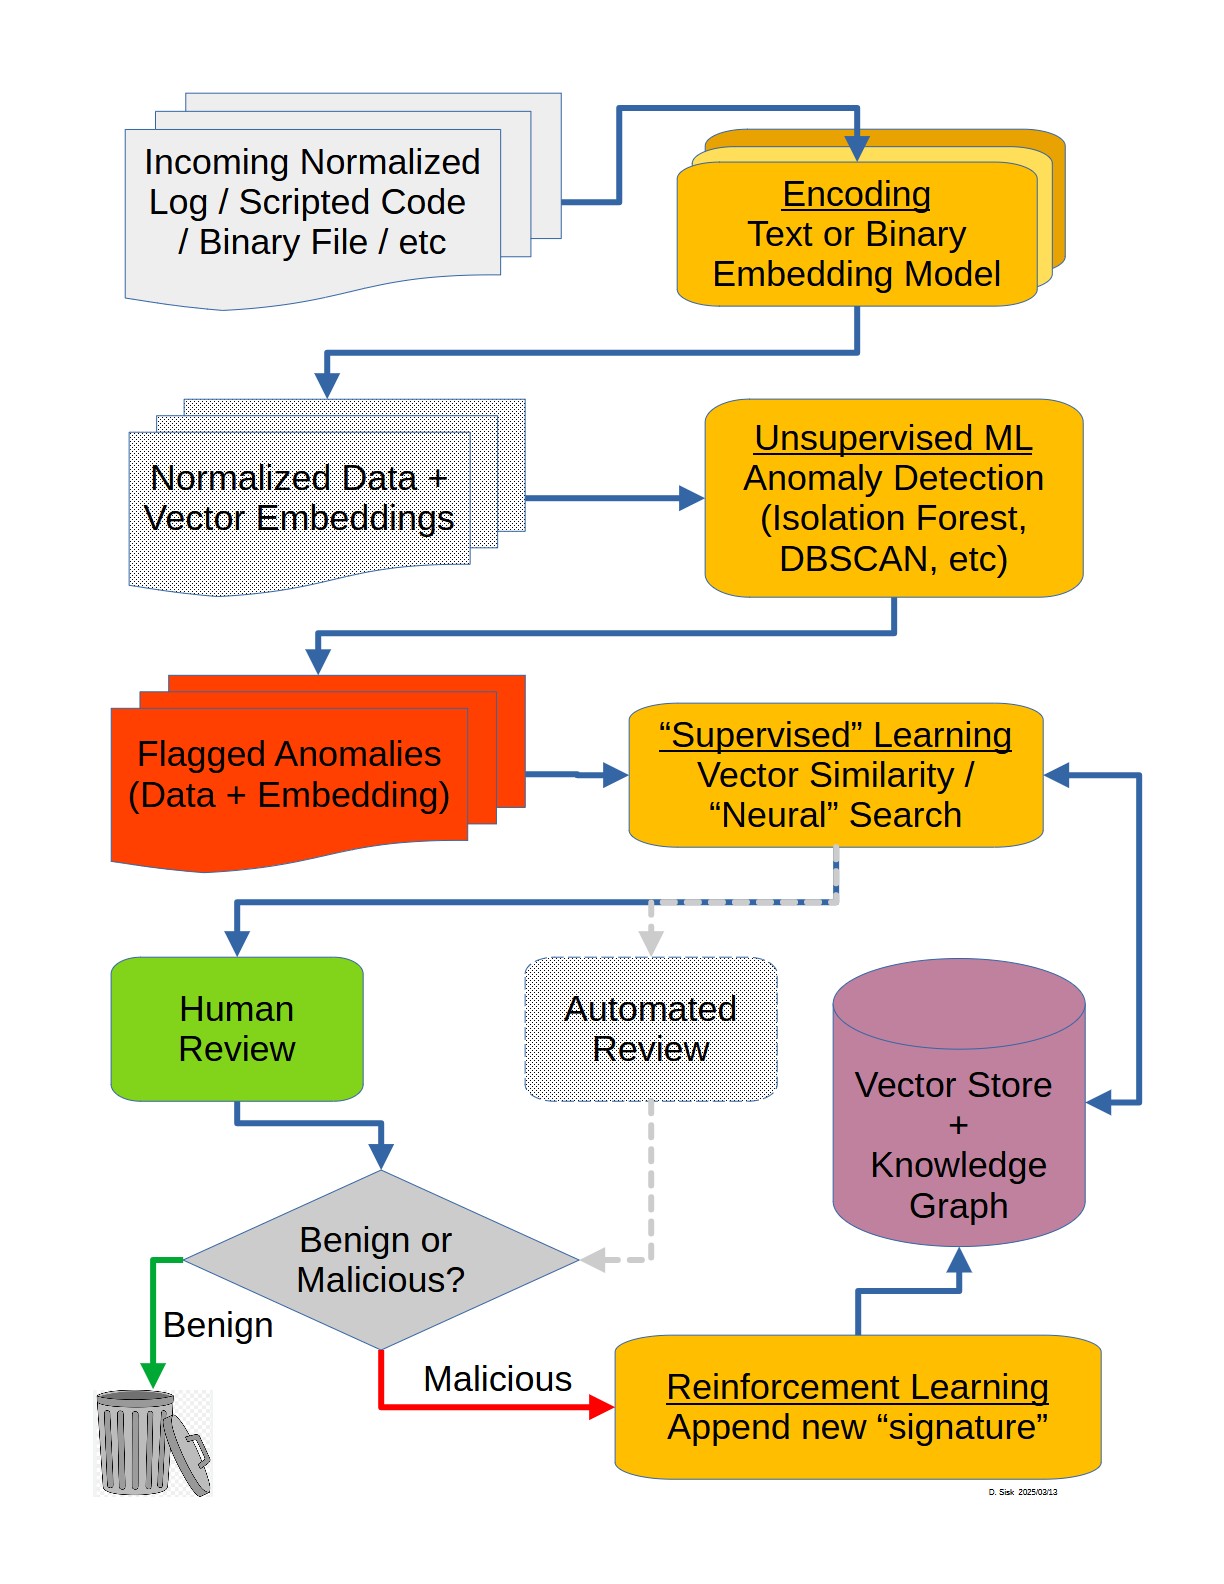 Incoming Normalized
Log / Scripted Code
/ Binary File / etc
Encoding
Text or Binary
Embedding Model
Normalized Data +
Vector Embeddings
Unsupervised ML
Anomaly Detection
(Isolation Forest,
DBSCAN, etc)
Flagged Anomalies
(Data + Embedding)
“Supervised” Learning
Vector Similarity /
“Neural” Search
Human
Review
Automated
Review
Vector Store
+
Knowledge
Graph
Benign or
Malicious?
Benign
Malicious
Reinforcement Learning
Append new “signature”
D. Sisk 2025/03/13